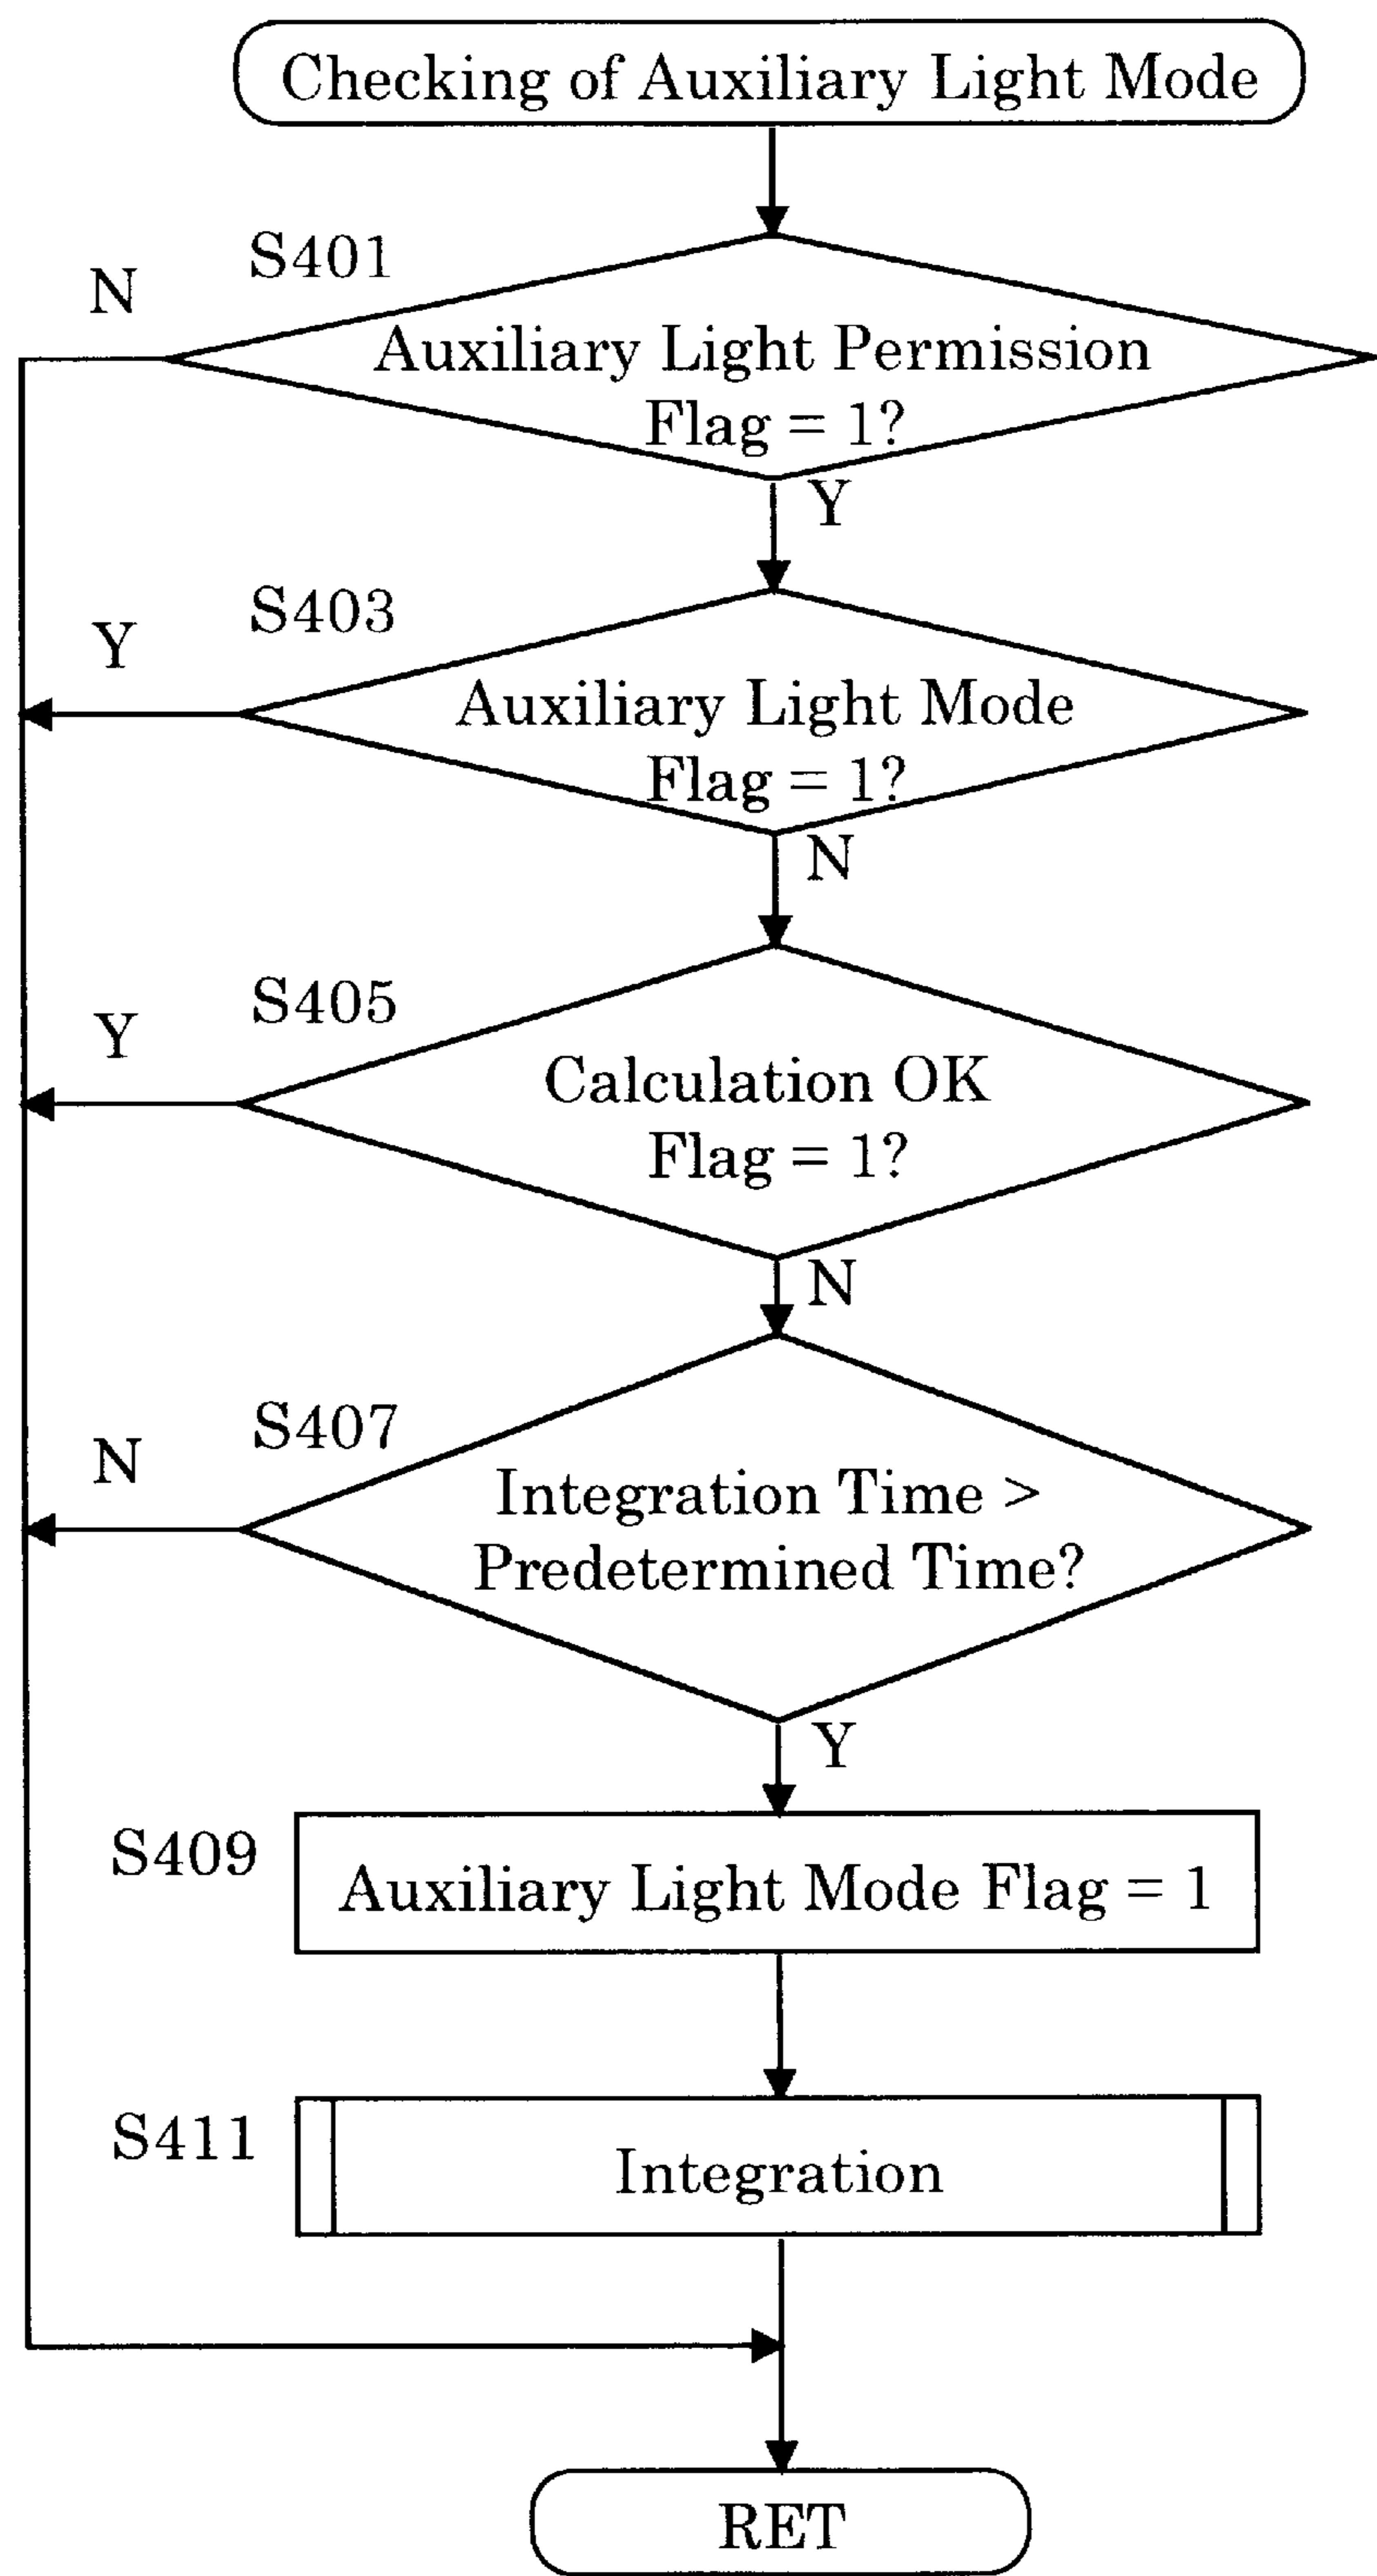 Checking of Auxiliary Light Mode
S401
N
Auxiliary Light Permission
Flag = 1?
Y
S403
Y
Auxiliary Light Mode
Flag = 1?
N
S405
Y
Calculation OK
Flag = 1?
N
S407
N
Integration Time >
Predetermined Time?
Y
S409
Auxiliary Light Mode Flag = 1
S411
Integration
RET